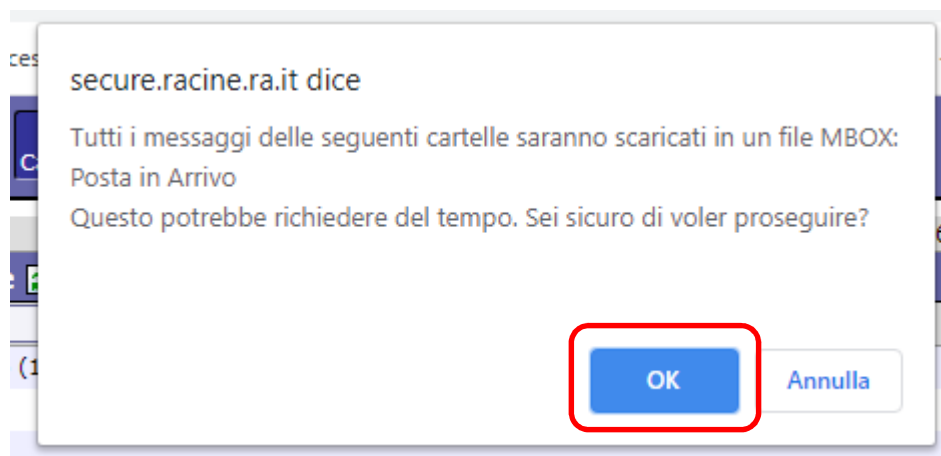 secure.racine.ra.it dice
Tutti i messaggi delle seguenti cartelle saranno scaricati in un file MBOX:
Posta in Arrivo
Questo potrebbe richiedere del tempo. Sei sicuro di voler proseguire?
OK
Annulla